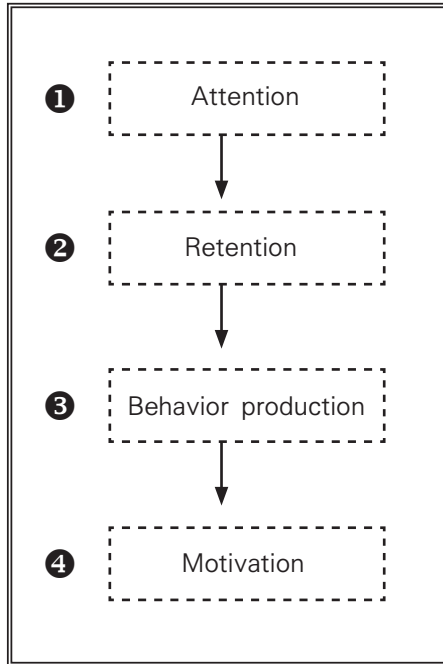 ❶ Attention
❷ Retention
❸ Behavior production
❹ Motivation